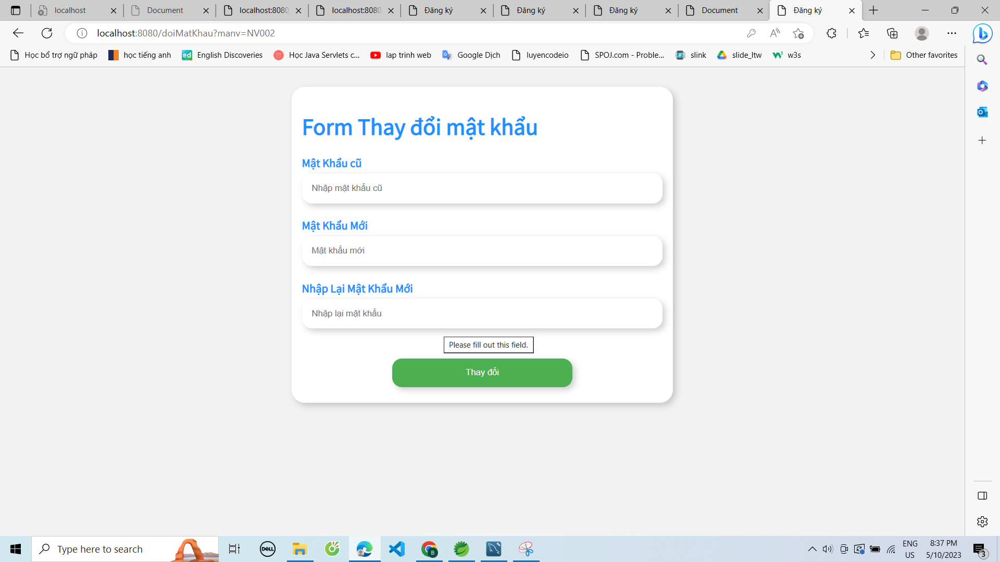 localhost
Document
localhost:8080
localhost:8080
Đăng ký
Đăng ký
Đăng ký
Document
Đăng ký
localhost:8080/doiMatKhau?manv=NV002
Học bổ trợ ngữ pháp
học tiếng anh
ed English Discoveries
Học Java Servlets c...
lap trinh web
Google Dịch
luyencodeio
SPOJ.com - Proble...
slink
slide_ltw
w3s
Other favorites
Form Thay đổi mật khẩu
Mật Khẩu cũ
Nhập mật khẩu cũ
Mật Khẩu Mới
Mật khẩu mới
Nhập Lại Mật Khẩu Mới
Nhập lại mật khẩu
Please fill out this field.
Thay đổi
Type here to search
DELL
B
ENG
US
8:37 PM
5/10/2023
3